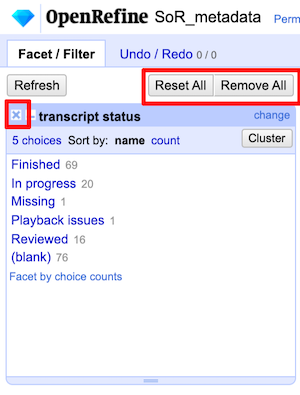 OpenRefine SoR_metadata Perm
Facet / Filter Undo / Redo 0 / 0
Refresh Reset All Remove All
transcript status change
5 choices Sort by: name count Cluster
Finished 69
In progress 20
Missing 1
Playback issues 1
Reviewed 16
(blank) 76
Facet by choice counts